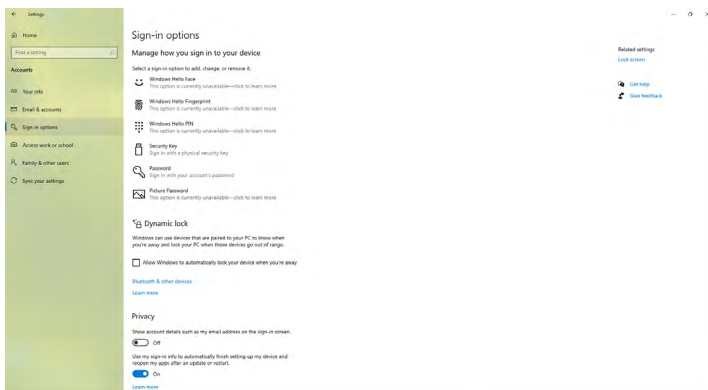 Settings
Home
Find a setting
Accounts
Your info
Email & accounts
Sign-in options
Access work or school
Family & other users
Sync your settings
Sign-in options
Manage how you sign in to your device
Select a sign-in option to add, change, or remove it.
Windows Hello Face
This option is currently unavailable—click to learn more
Windows Hello Fingerprint
This option is currently unavailable—click to learn more
Windows Hello PIN
This option is currently unavailable—click to learn more
Security Key
Sign in with a physical security key
Password
Sign in with your account's password
Picture Password
This option is currently unavailable—click to learn more
Dynamic lock
Windows can use devices that are paired to your PC to know when
you're away and lock your PC when those devices go out of range.
Allow Windows to automatically lock your device when you're away
Bluetooth & other devices
Learn more
Privacy
Show account details such as my email address on the sign-in screen.
Off
Use my sign-in info to automatically finish setting up my device and
reopen my apps after an update or restart.
On
Learn more
Related settings
Lock screen
Get help
Give feedback